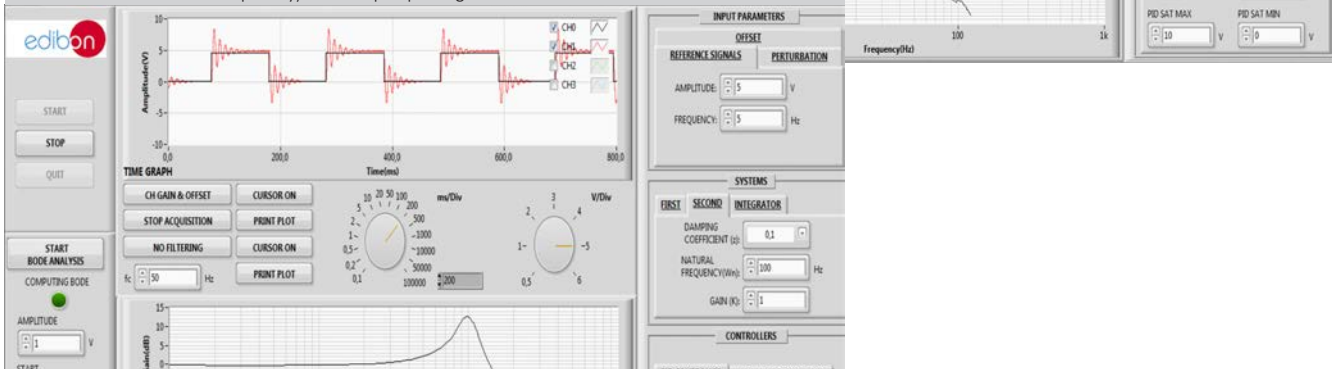 edibon
START
STOP
QUIT
START
BODE ANALYSIS
COMPUTING BODE
AMPLITUDE
1 V
START
Amplitude(V)
10
5
0
-5
-10
0,0 200,0 400,0 600,0 800,0
Time(ms)
TIME GRAPH
CH0
CH1
CH2
CH3
CH GAIN & OFFSET CURSOR ON
STOP ACQUISITION PRINT PLOT
NO FILTERING CURSOR ON
fc 50 Hz PRINT PLOT
ms/Div
0,1 0,2 0,5 1 2 5 10 20 50 100 200 500 1000 10000 50000 100000
200
V/Div
0,5 1 2 3 4 5 6
15
10
5
0
INPUT PARAMETERS
OFFSET
REFERENCE SIGNALS PERTURBATION
AMPLITUDE: 5 V
FREQUENCY: 5 Hz
SYSTEMS
FIRST SECOND INTEGRATOR
DAMPING
COEFFICIENT (z): 0,1
NATURAL
FREQUENCY(Wn): 100 Hz
GAIN (K): 1
CONTROLLERS
10
100 1k
Frequency(Hz)
PID SAT MAX PID SAT MIN
10 V 0 V